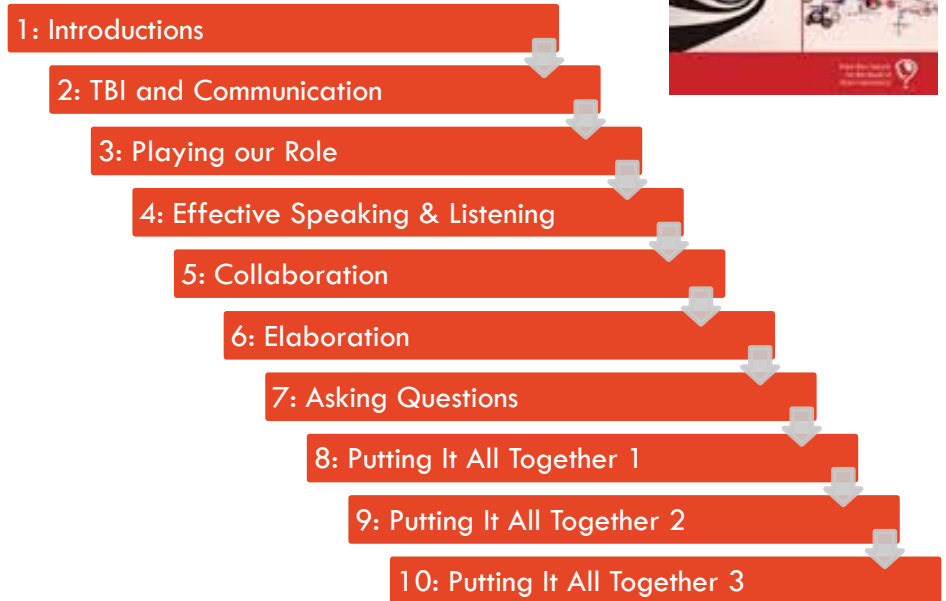 1: Introductions
2: TBI and Communication
3: Playing our Role
4: Effective Speaking & Listening
5: Collaboration
6: Elaboration
7: Asking Questions
8: Putting It All Together 1
9: Putting It All Together 2
10: Putting It All Together 3